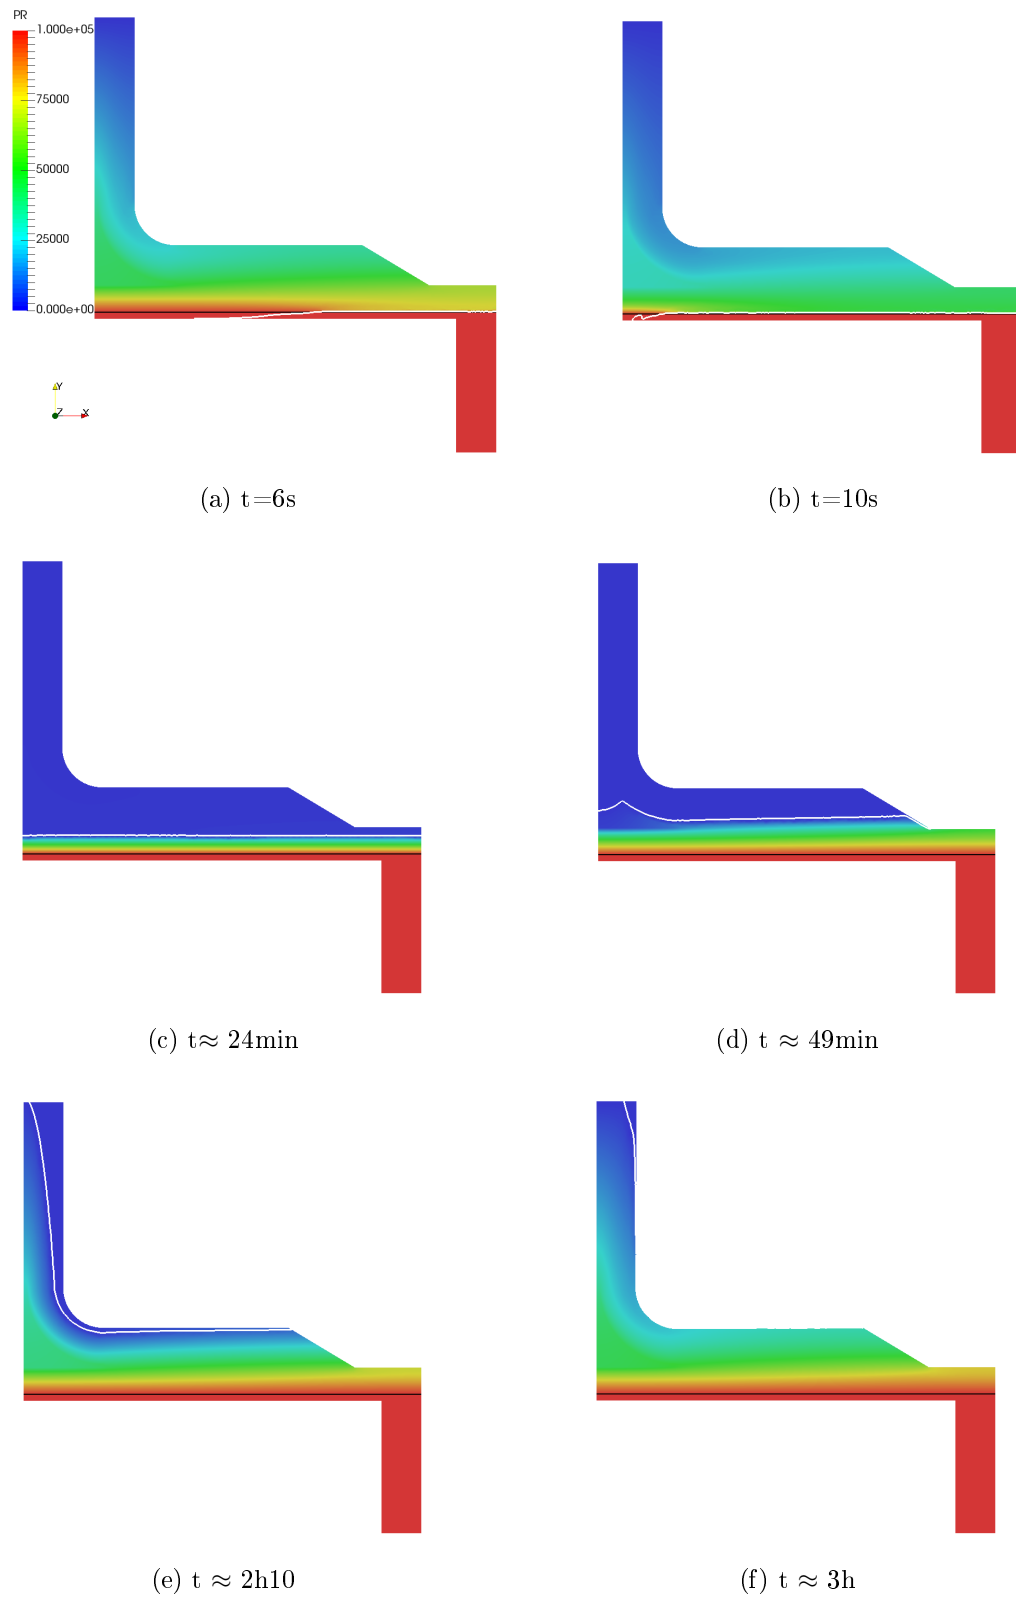 PR
1.000e+05
75000
50000
25000
0.000e+00
Y
Z X
(a) t=6s
(b) t=10s
(c) t≈ 24min
(d) t ≈ 49min
(e) t ≈ 2h10
(f) t ≈ 3h